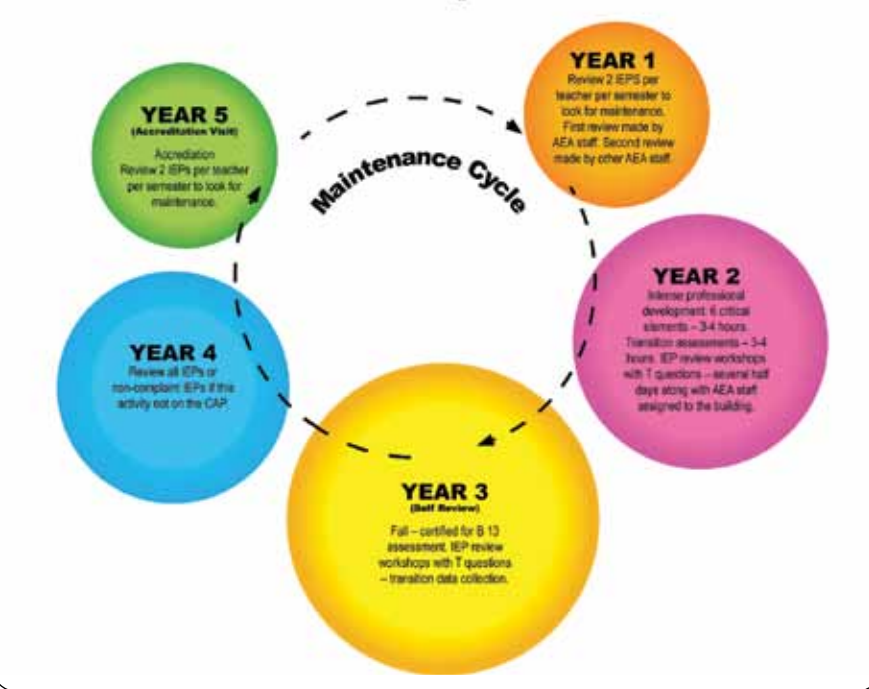 Maintenance Cycle
YEAR 1
Review 2 IEPS per
teacher per semester to
look for maintenance.
First review made by
AEA staff. Second review
made by other AEA staff.
YEAR 2
Intense professional
development: 6 critical
elements – 3-4 hours.
Transition assessments – 3-4
hours. IEP review workshops
with T questions – several half
days along with AEA staff
assigned to the building.
YEAR 3
(Self Review)
Fall – certified for B 13
assessment. IEP review
workshops with T questions
– transition data collection.
YEAR 4
Review all IEPs or
non-complaint IEPs if this
activity not on the CAP.
YEAR 5
(Accreditation Visit)
Accrediation
Review 2 IEPs per teacher
per semester to look for
maintenance.